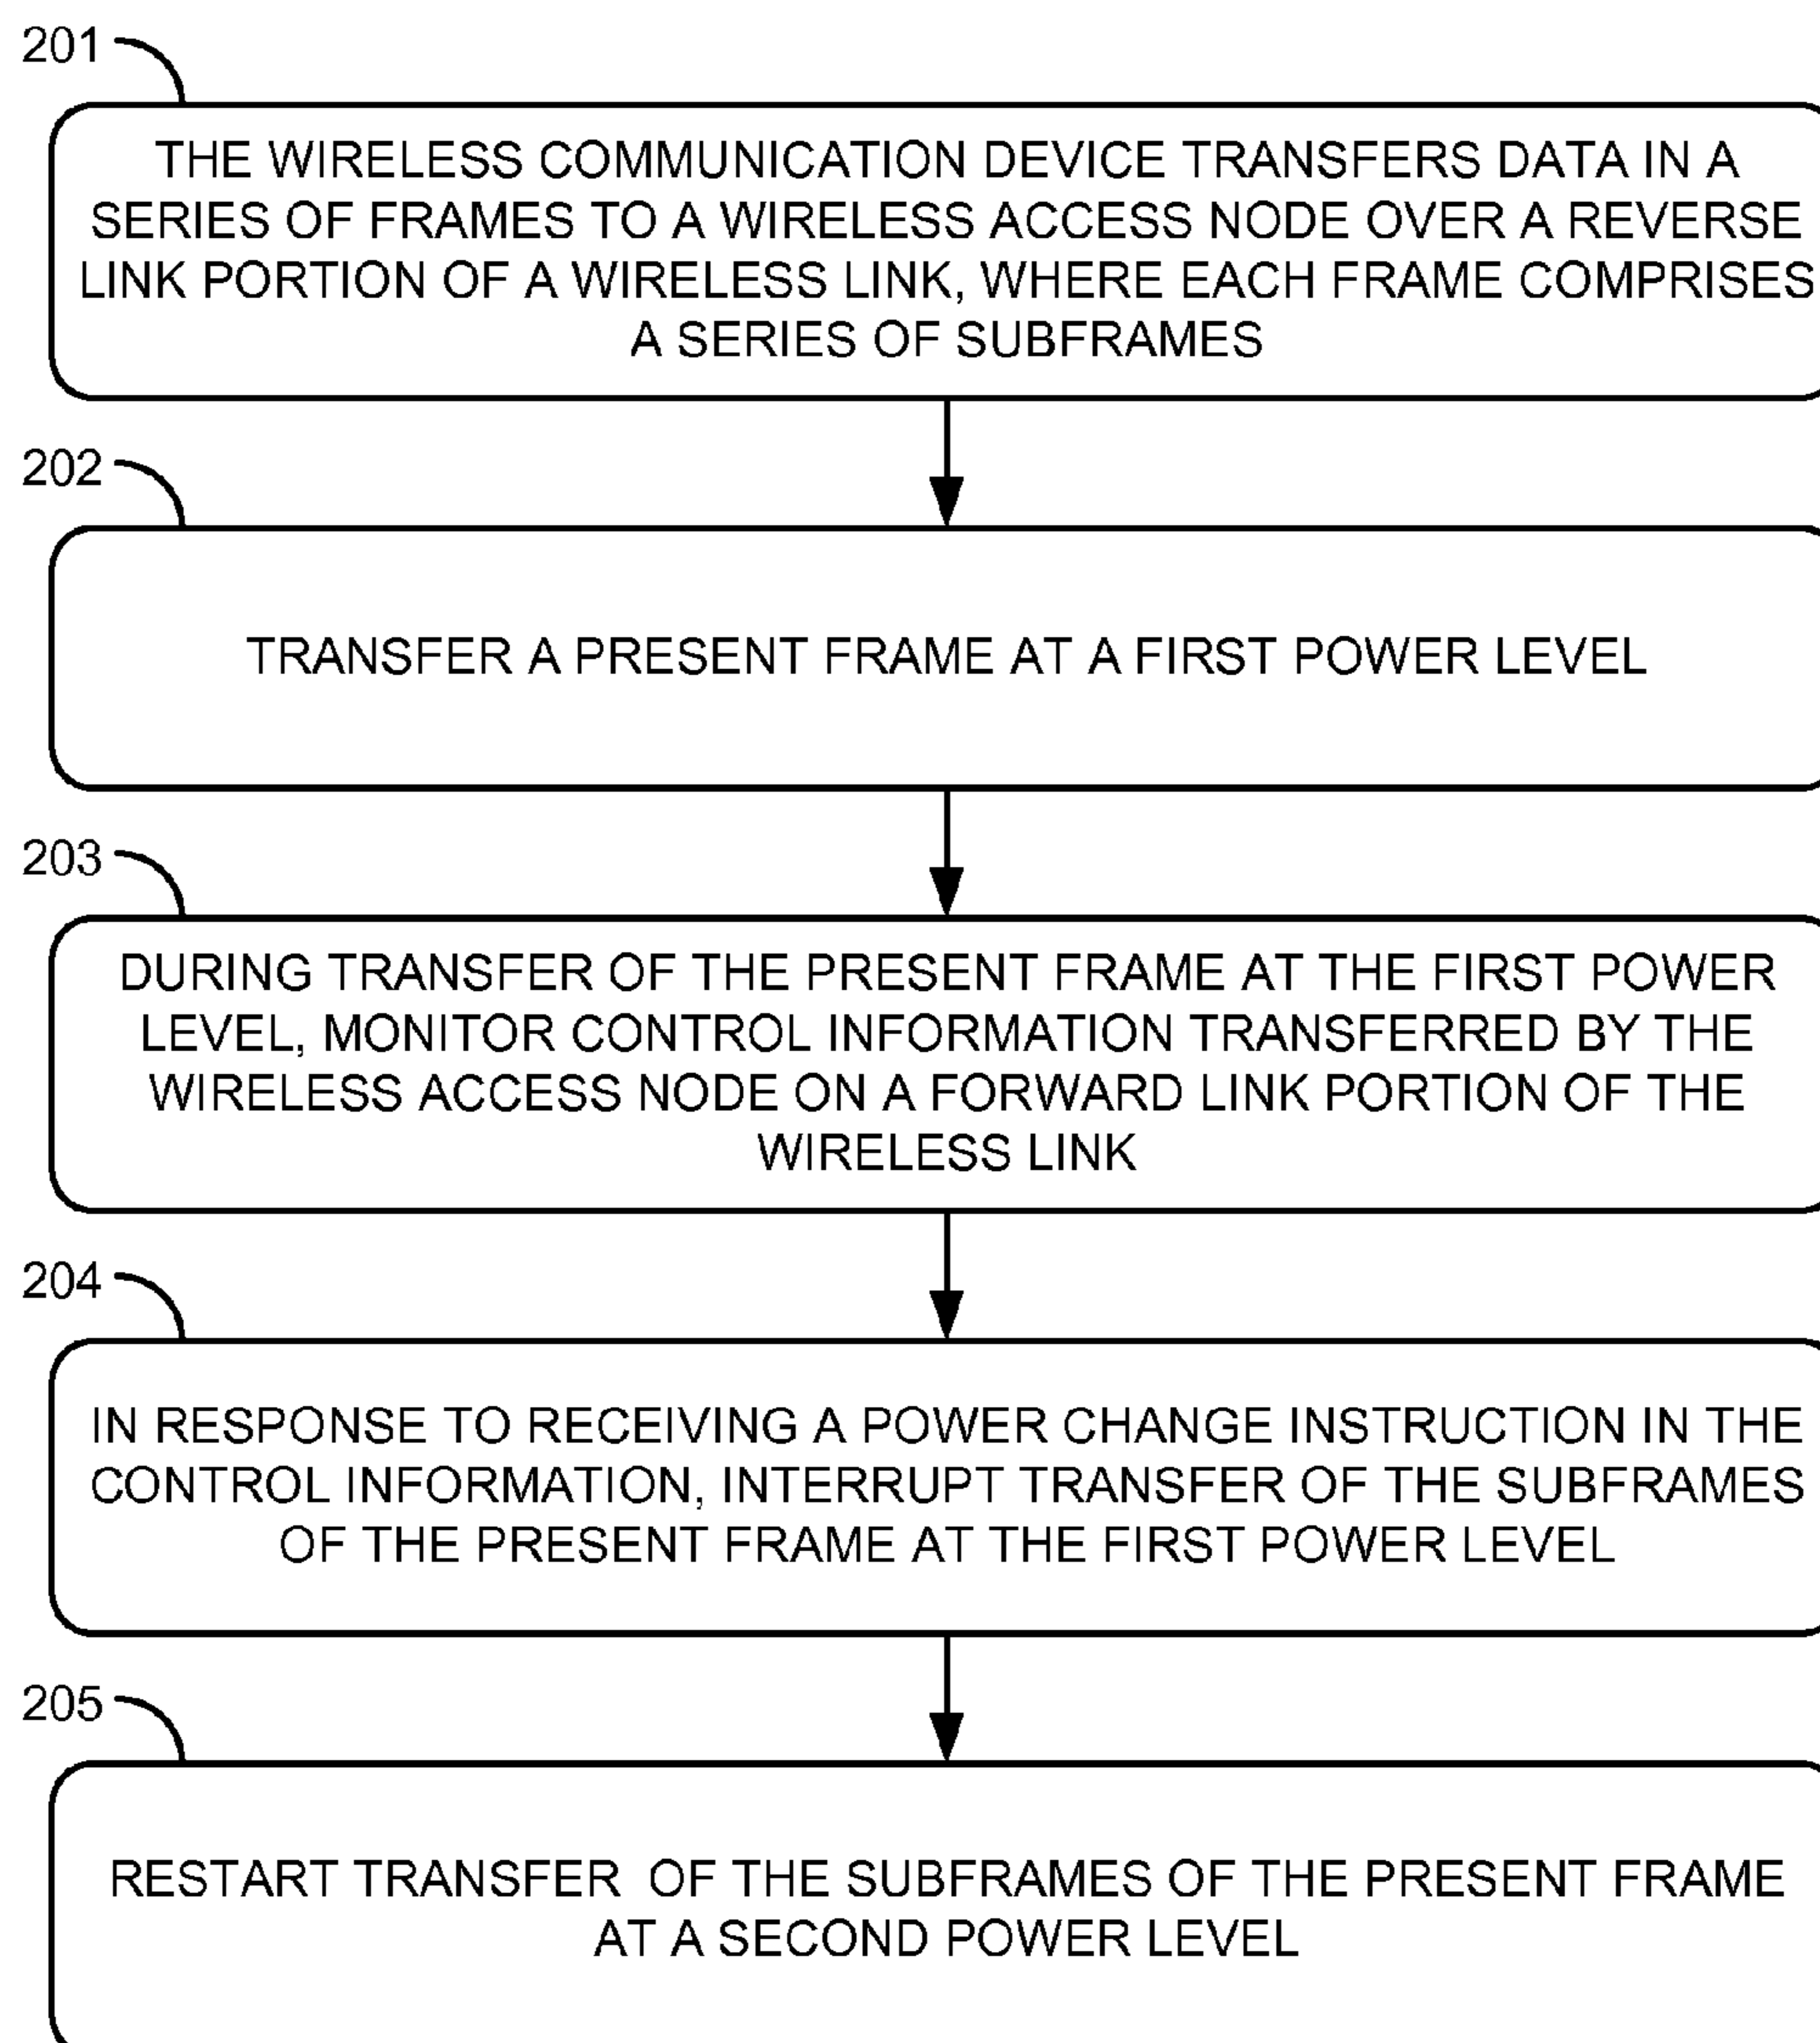 201
THE WIRELESS COMMUNICATION DEVICE TRANSFERS DATA IN A
SERIES OF FRAMES TO A WIRELESS ACCESS NODE OVER A REVERSE
LINK PORTION OF A WIRELESS LINK, WHERE EACH FRAME COMPRISES
A SERIES OF SUBFRAMES
202
TRANSFER A PRESENT FRAME AT A FIRST POWER LEVEL
203
DURING TRANSFER OF THE PRESENT FRAME AT THE FIRST POWER
LEVEL, MONITOR CONTROL INFORMATION TRANSFERRED BY THE
WIRELESS ACCESS NODE ON A FORWARD LINK PORTION OF THE
WIRELESS LINK
204
IN RESPONSE TO RECEIVING A POWER CHANGE INSTRUCTION IN THE
CONTROL INFORMATION, INTERRUPT TRANSFER OF THE SUBFRAMES
OF THE PRESENT FRAME AT THE FIRST POWER LEVEL
205
RESTART TRANSFER OF THE SUBFRAMES OF THE PRESENT FRAME
AT A SECOND POWER LEVEL